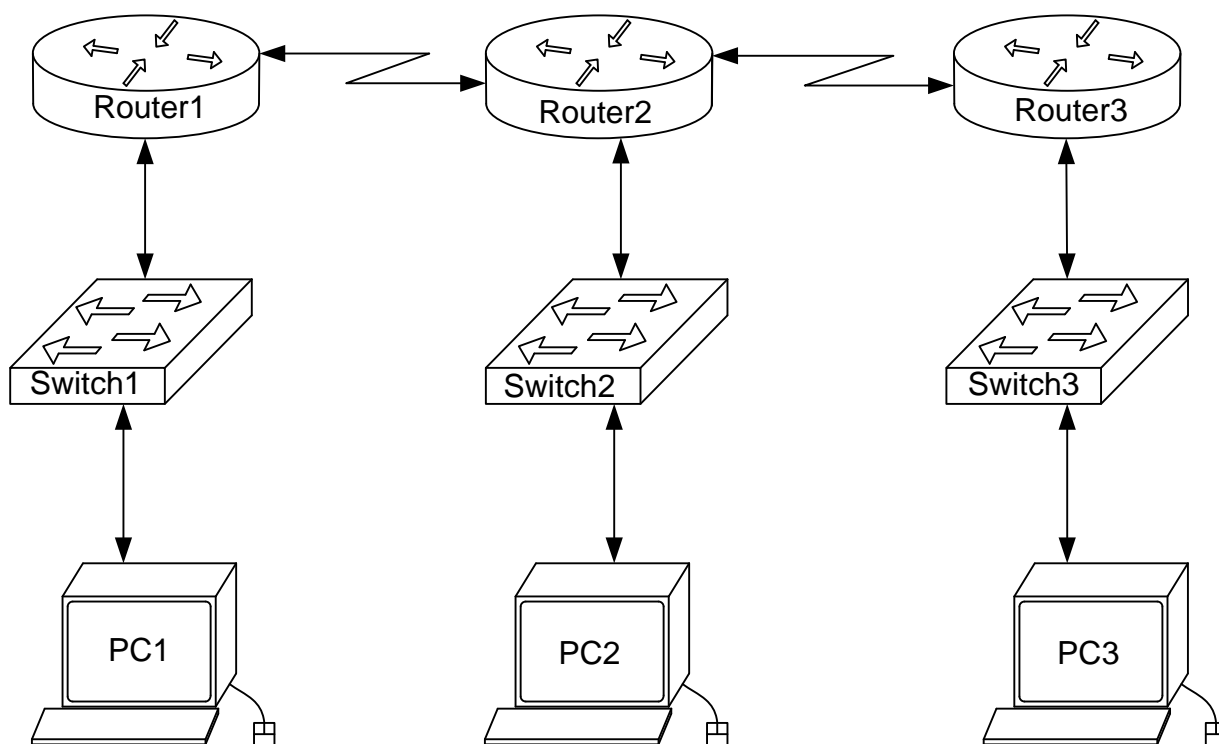 Router1
Router2
Router3
Switch1
Switch2
Switch3
PC1
PC2
PC3